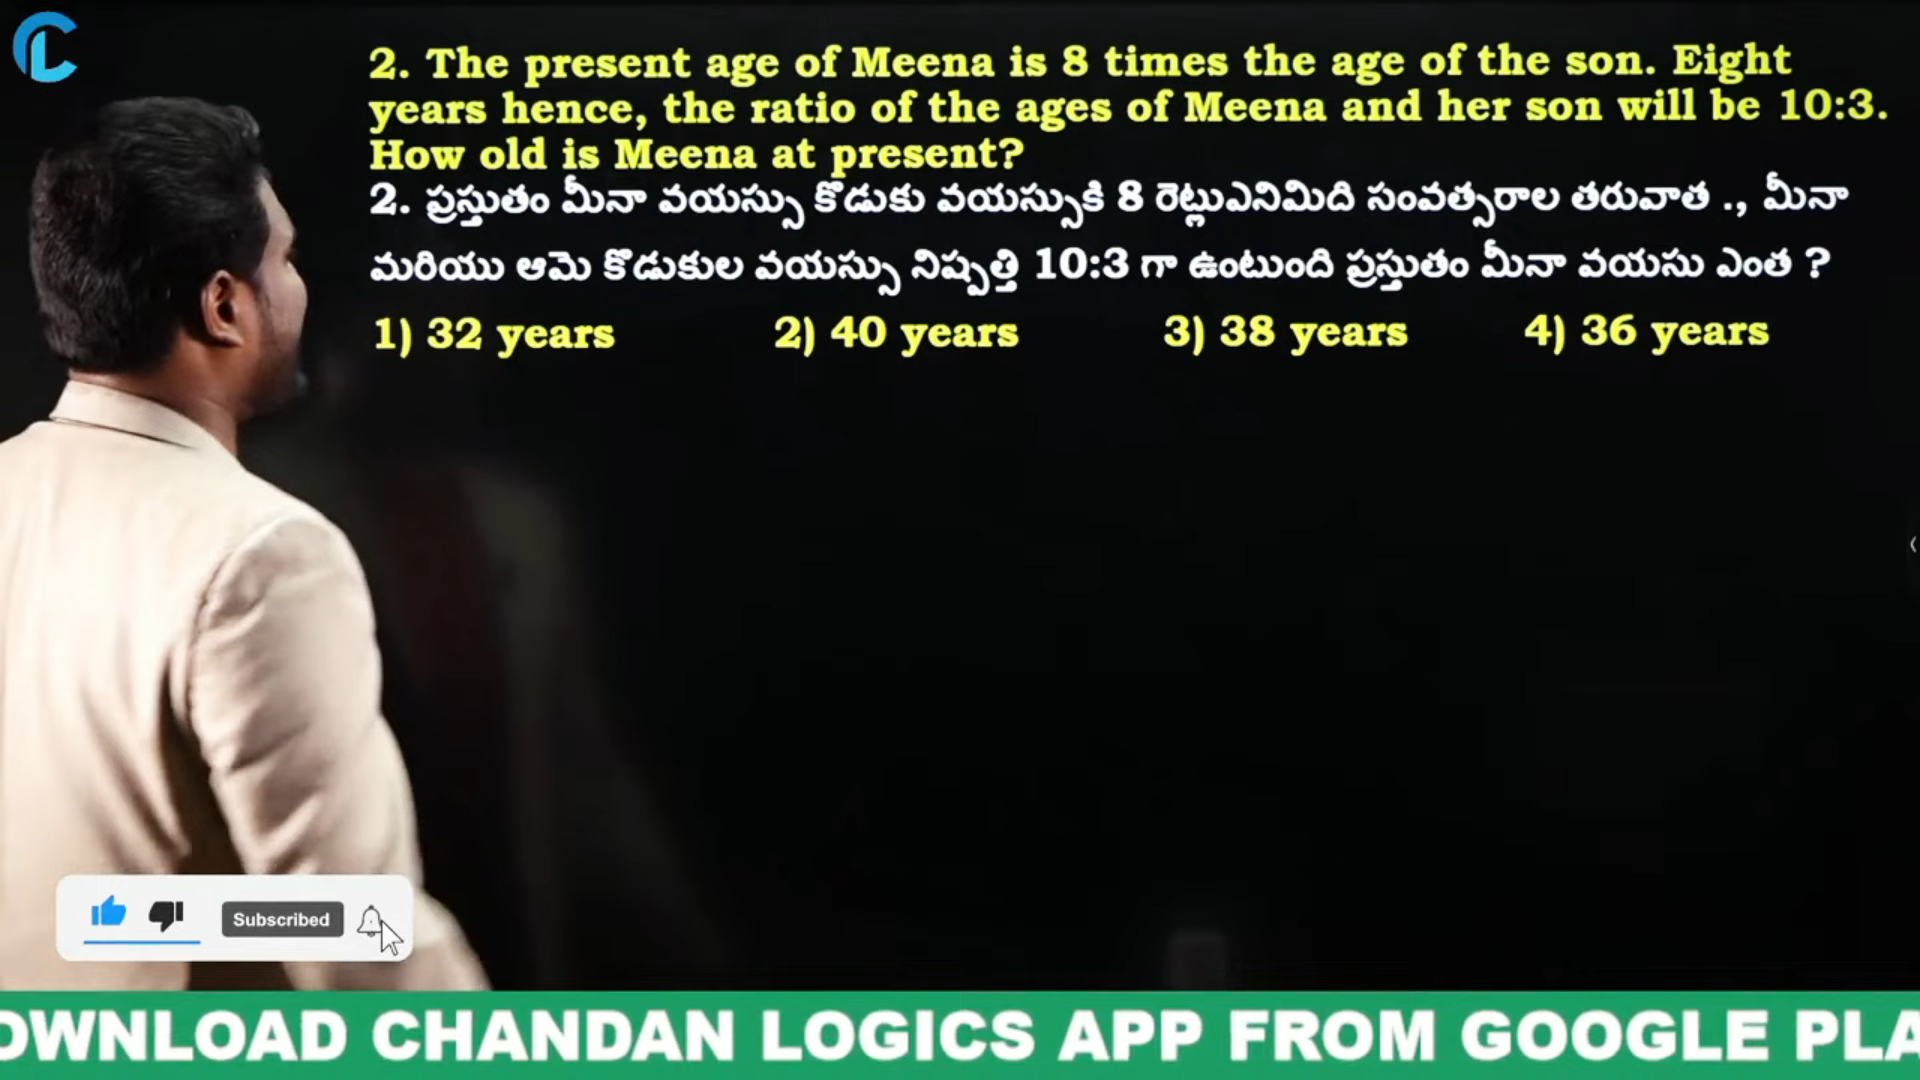 2. The present age of Meena is 8 times the age of the son. Eight
years hence, the ratio of the ages of Meena and her son will be 10:3.
How old is Meena at present?
2. ప్రస్తుతం మీనా వయస్సు కొడుకు వయస్సుకి 8 రెట్లుఎనిమిది సంవత్సరాల తరువాత ., మీనా
మరియు ఆమె కొడుకుల వయస్సు నిష్పత్తి 10:3 గా ఉంటుంది ప్రస్తుతం మీనా వయసు ఎంత ?
1) 32 years 2) 40 years 3) 38 years 4) 36 years
Subscribed
OWNLOAD CHANDAN LOGICS APP FROM GOOGLE PLA